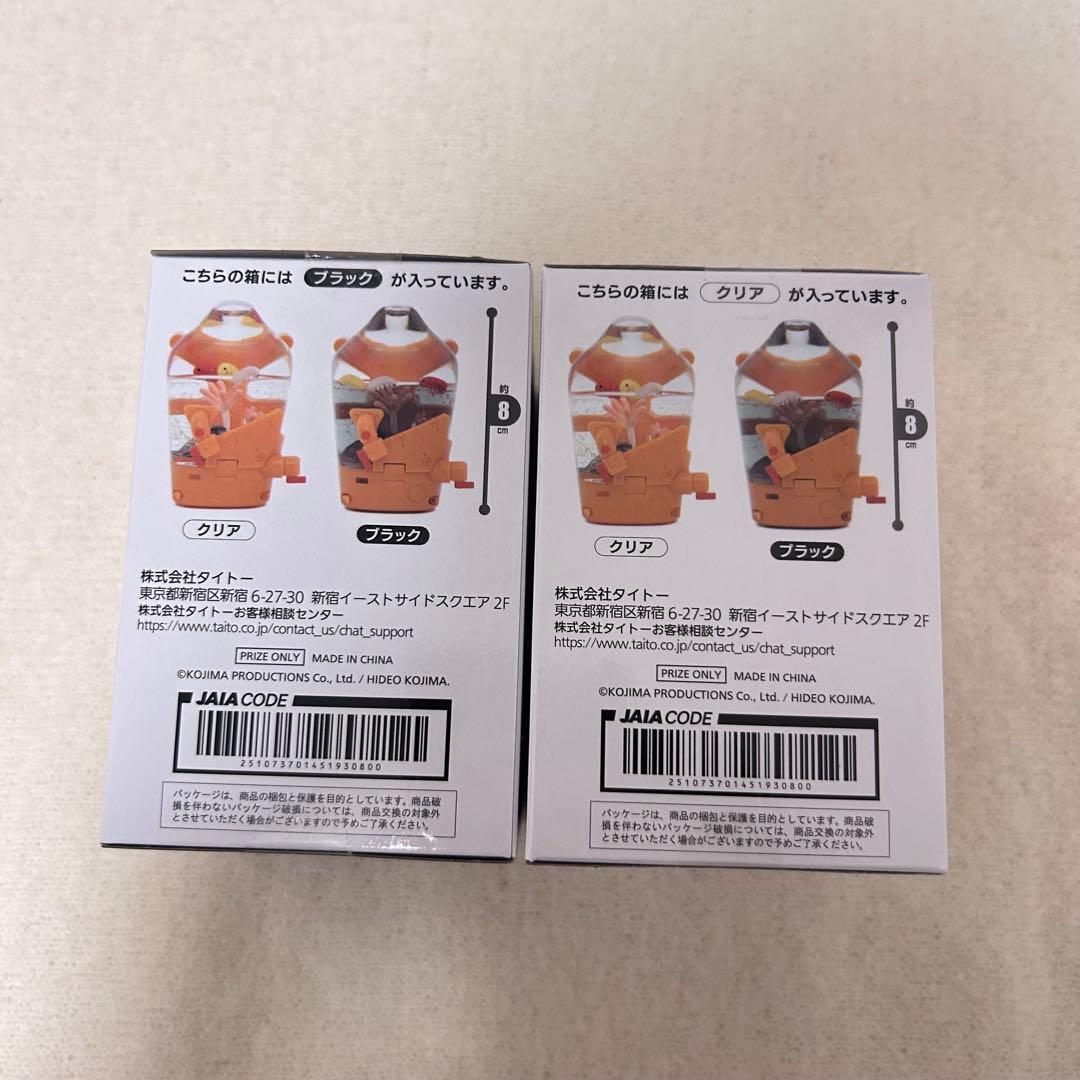 こちらの箱には ブラック が入っています。
約
8
cm
クリア
ブラック
株式会社タイトー
東京都新宿区新宿 6-27-30 新宿イーストサイドスクエア 2F
株式会社タイトーお客様相談センター
https://www.taito.co.jp/contact_us/chat_support
PRIZE ONLY MADE IN CHINA
©KOJIMA PRODUCTIONS Co., Ltd. / HIDEO KOJIMA.
JAIA CODE
251073701451930800
パッケージは、商品の梱包と保護を目的としています。商品破
損を伴わないパッケージ破損については、商品交換の対象外
とさせていただく場合がございますので予めご了承ください。
こちらの箱には クリア が入っています。
約
8
cm
クリア
ブラック
株式会社タイトー
東京都新宿区新宿 6-27-30 新宿イーストサイドスクエア 2F
株式会社タイトーお客様相談センター
https://www.taito.co.jp/contact_us/chat_support
PRIZE ONLY MADE IN CHINA
©KOJIMA PRODUCTIONS Co., Ltd. / HIDEO KOJIMA.
JAIA CODE
251073701451930800
パッケージは、商品の梱包と保護を目的としています。商品破
損を伴わないパッケージ破損については、商品交換の対象外
とさせていただく場合がございますので予めご了承ください。